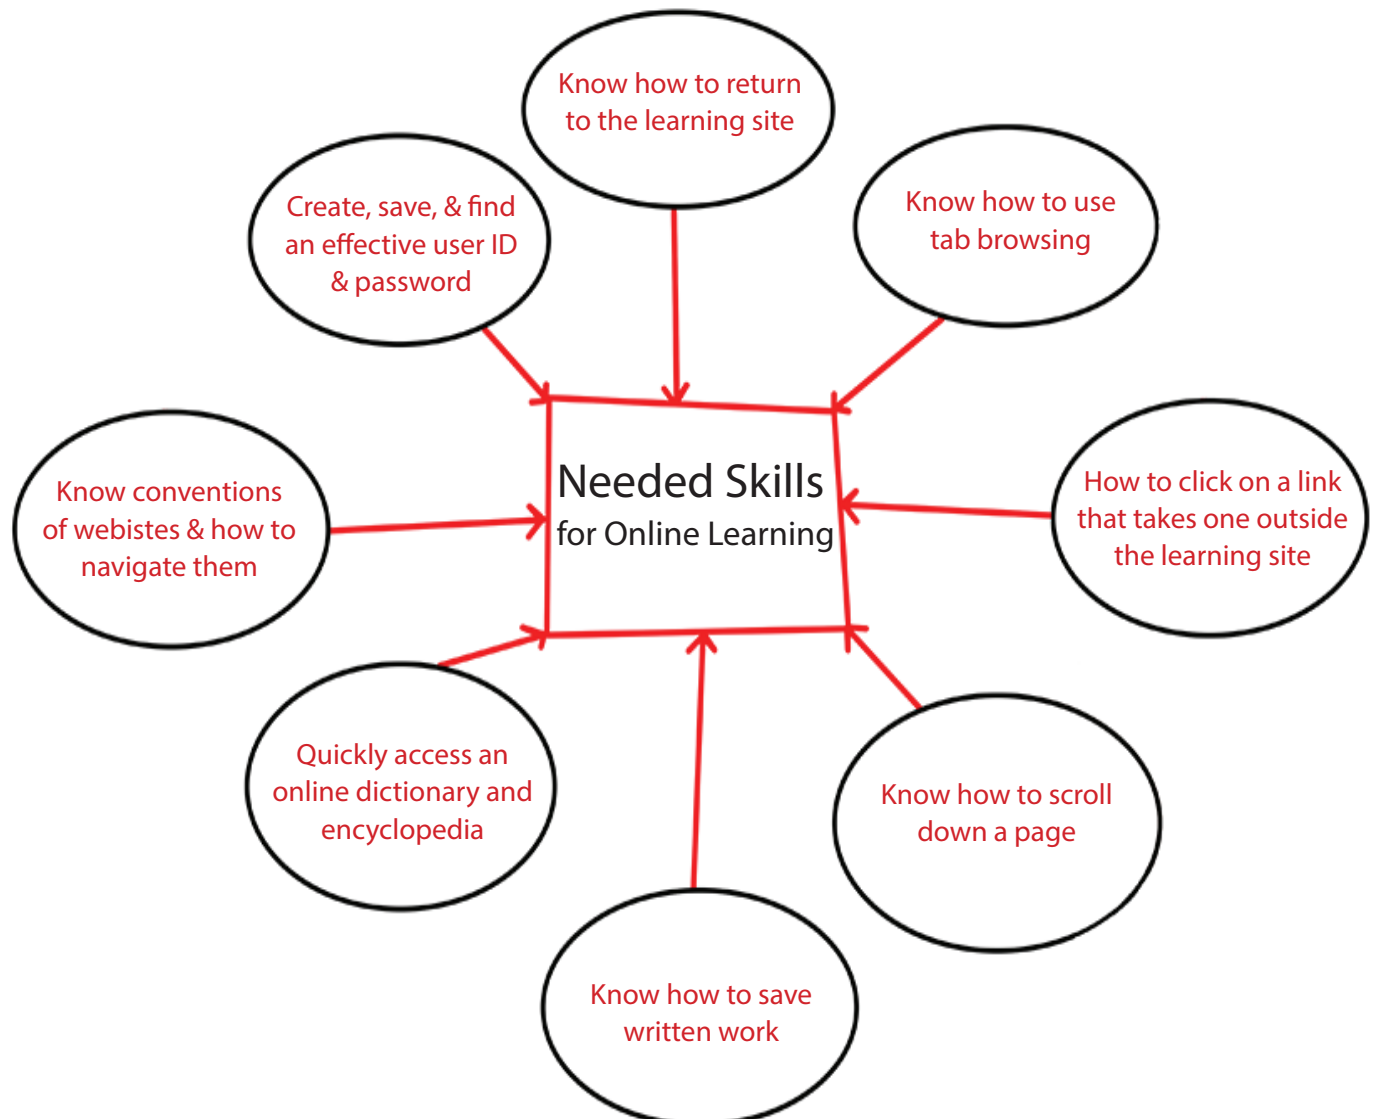 Know how to return
to the learning site
Create, save, & find
an effective user ID
& password
Know how to use
tab browsing
Know conventions
of webistes & how to
navigate them
Needed Skills
for Online Learning
How to click on a link
that takes one outside
the learning site
Quickly access an
online dictionary and
encyclopedia
Know how to scroll
down a page
Know how to save
written work